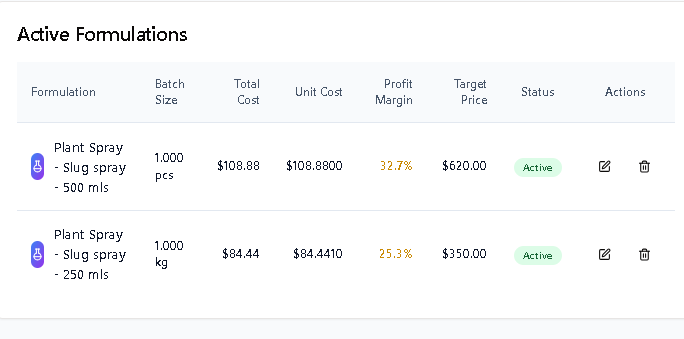 Active Formulations
Formulation Batch Size Total Cost Unit Cost Profit Margin Target Price Status Actions
Plant Spray - Slug spray - 500 mls 1.000 pcs $108.88 $108.8800 32.7% $620.00 Active
Plant Spray - Slug spray - 250 mls 1.000 kg $84.44 $84.4410 25.3% $350.00 Active